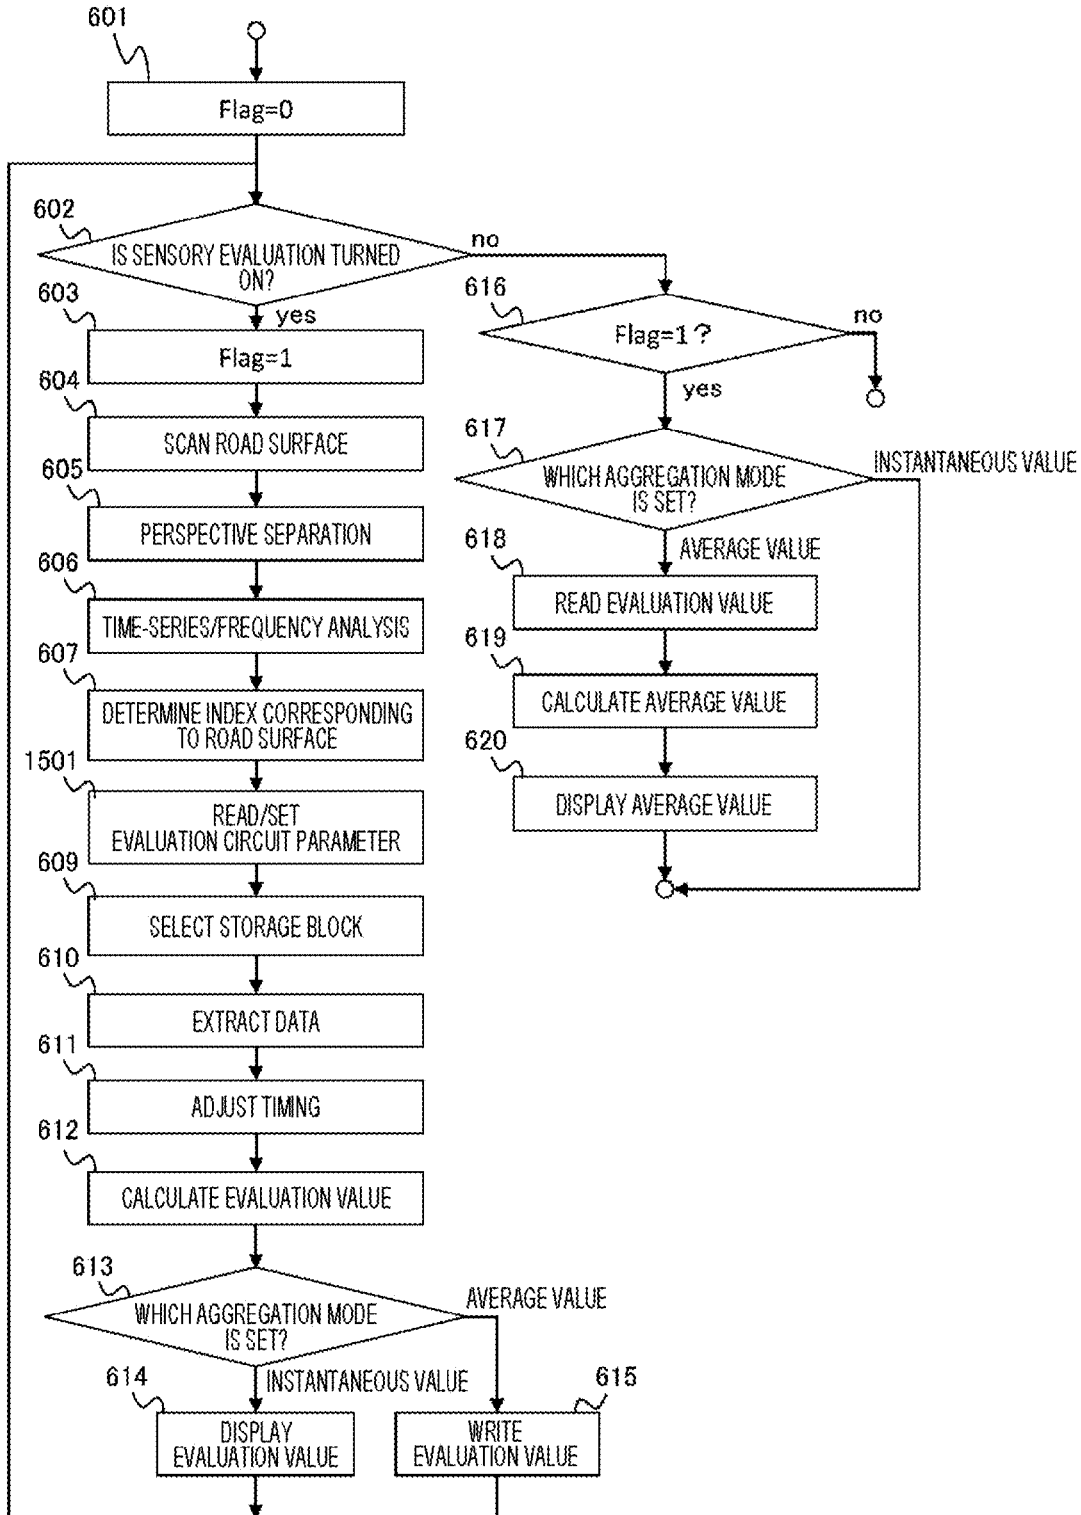 601
Flag=0
602
IS SENSORY EVALUATION TURNED
ON?
no
yes
603
Flag=1
604
SCAN ROAD SURFACE
605
PERSPECTIVE SEPARATION
606
TIME-SERIES/FREQUENCY ANALYSIS
607
DETERMINE INDEX CORRESPONDING
TO ROAD SURFACE
1501
READ/SET
EVALUATION CIRCUIT PARAMETER
609
SELECT STORAGE BLOCK
610
EXTRACT DATA
611
ADJUST TIMING
612
CALCULATE EVALUATION VALUE
613
WHICH AGGREGATION MODE
IS SET?
AVERAGE VALUE
INSTANTANEOUS VALUE
614
DISPLAY
EVALUATION VALUE
615
WRITE
EVALUATION VALUE
616
Flag=1?
no
yes
617
WHICH AGGREGATION MODE
IS SET?
INSTANTANEOUS VALUE
AVERAGE VALUE
618
READ EVALUATION VALUE
619
CALCULATE AVERAGE VALUE
620
DISPLAY AVERAGE VALUE